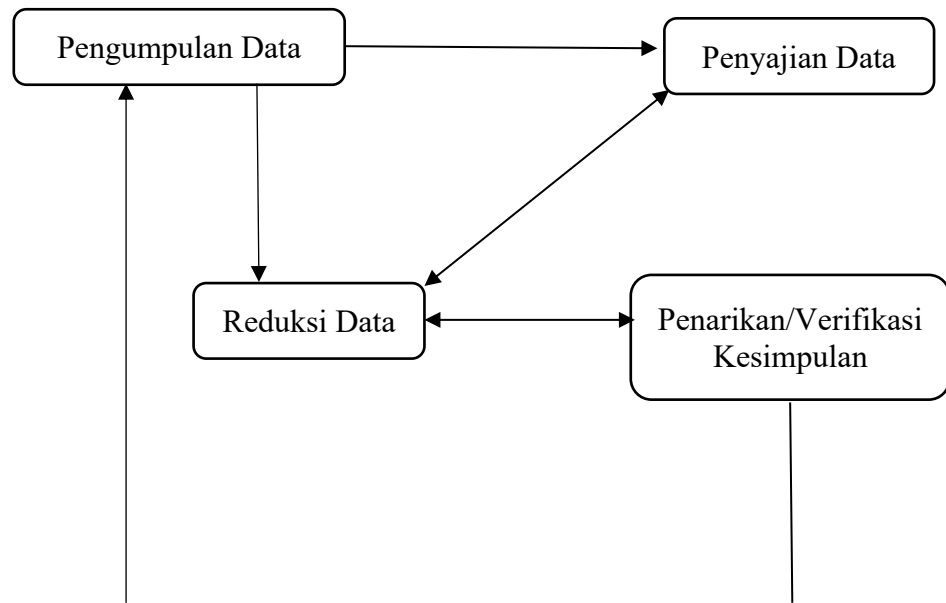 Pengumpulan Data
Penyajian Data
Reduksi Data
Penarikan/Verifikasi
Kesimpulan